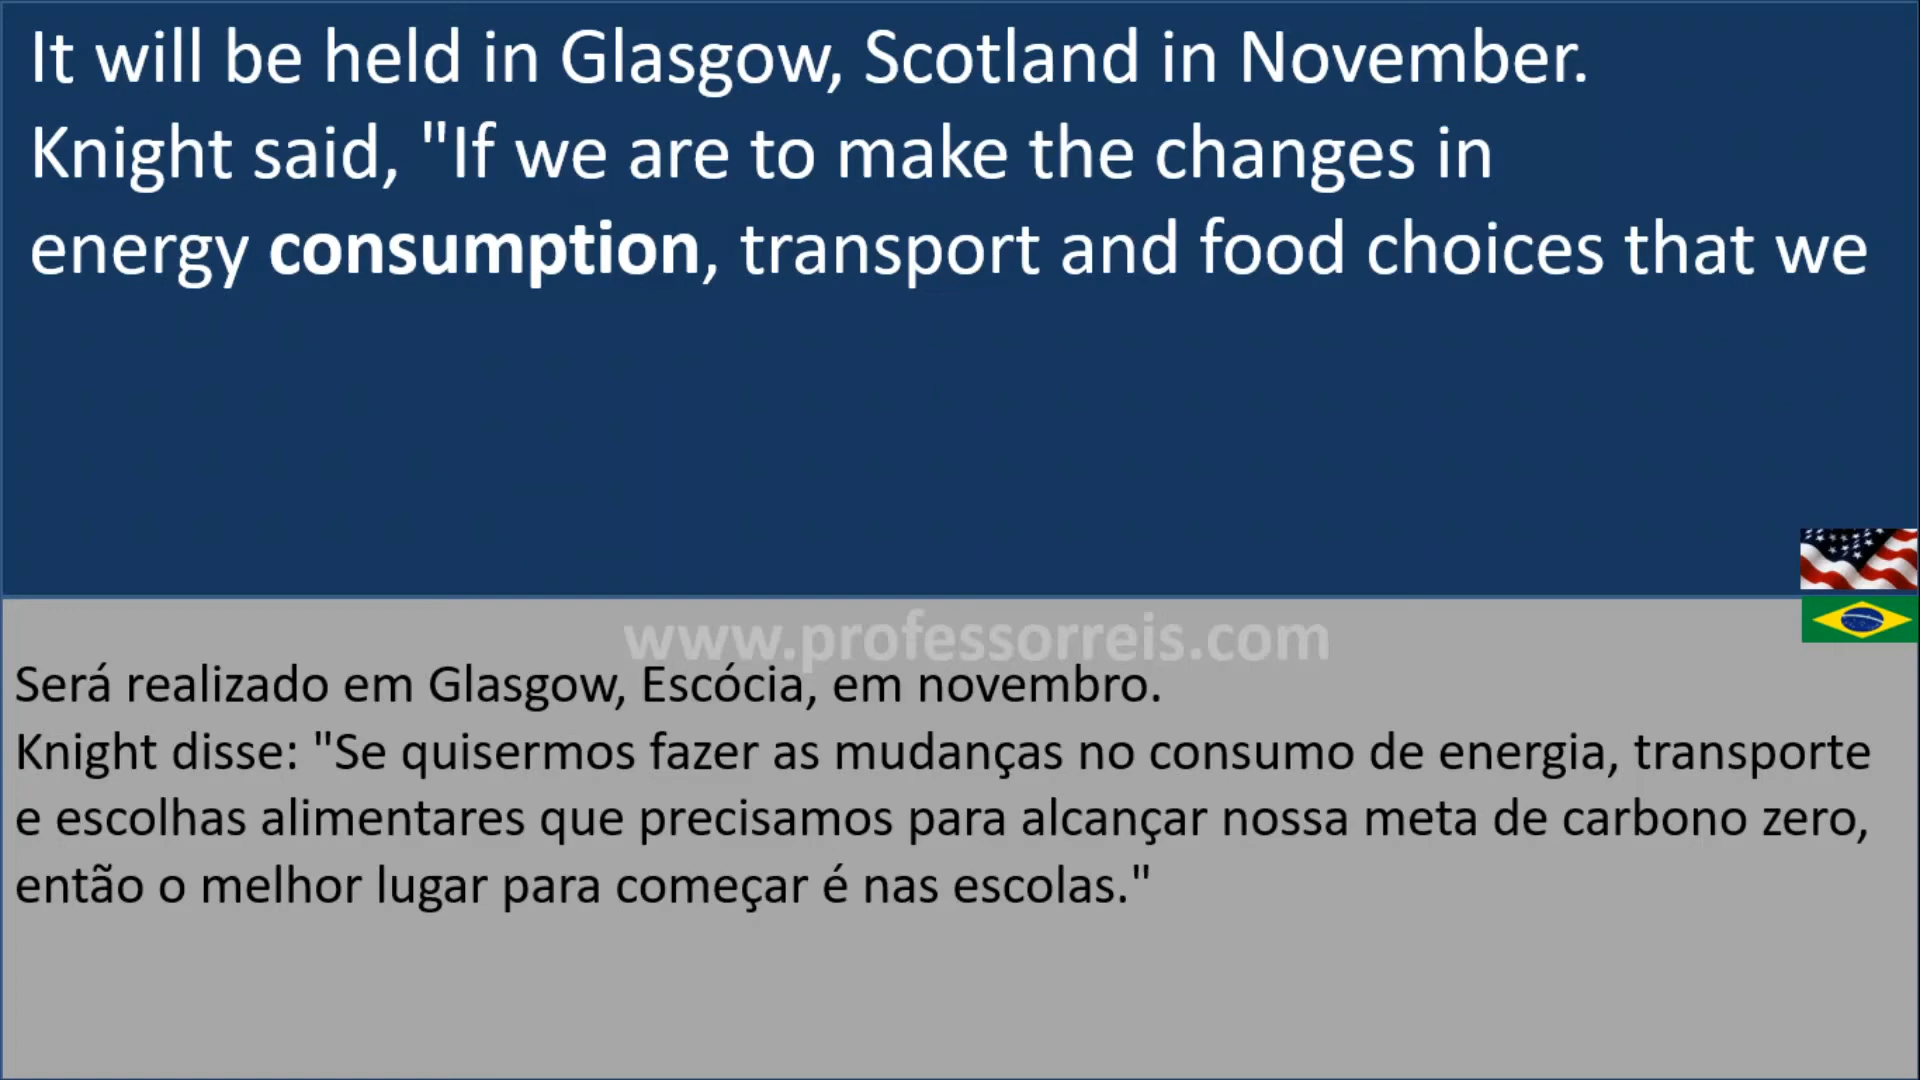 It will be held in Glasgow, Scotland in November.
Knight said, "If we are to make the changes in
energy consumption, transport and food choices that we
www.professorreis.com
Será realizado em Glasgow, Escócia, em novembro.
Knight disse: "Se quisermos fazer as mudanças no consumo de energia, transporte
e escolhas alimentares que precisamos para alcançar nossa meta de carbono zero,
então o melhor lugar para começar é nas escolas."